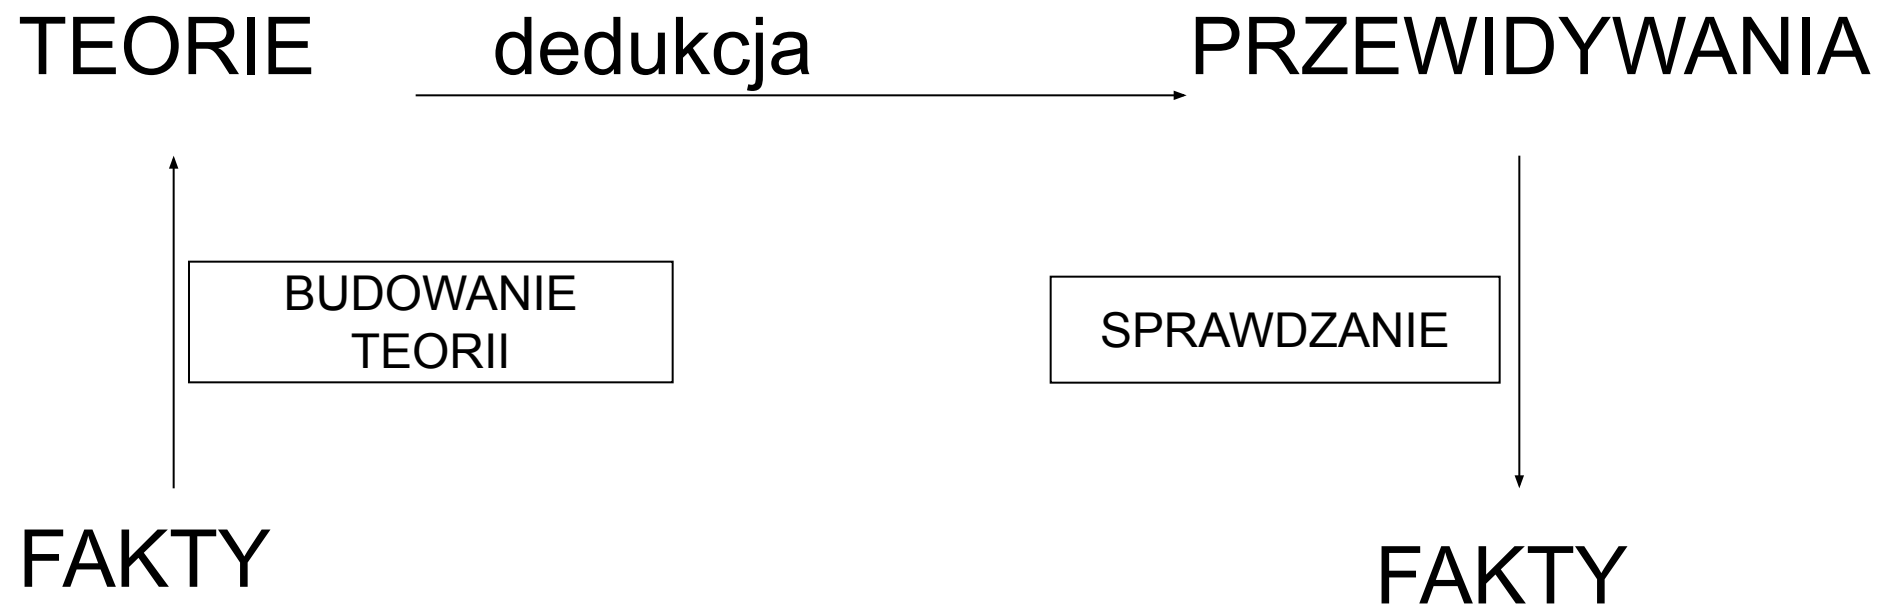 TEORIE dedukcja PRZEWIDYWANIA
BUDOWANIE
TEORII
SPRAWDZANIE
FAKTY
FAKTY